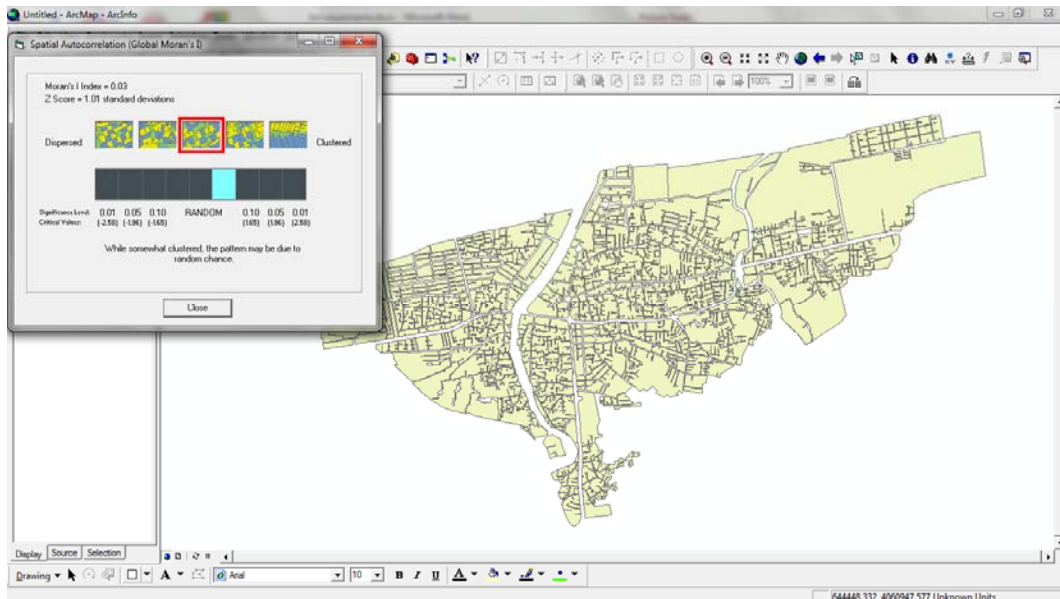 Untitled - ArcMap - ArcInfo
Spatial Autocorrelation (Global Moran's I)
Moran's I Index = 0.03
Z Score = 1.01 standard deviations
Dispersed
Clustered
Significance Level: 0.01 0.05 0.10 RANDOM 0.10 0.05 0.01
Critical Values: (-2.58) (-1.96) (-1.65) (1.65) (1.96) (2.58)
While somewhat clustered, the pattern may be due to
random chance.
Close
100%
Display Source Selection
Drawing A Arial 10 B I U A
644448.332 4060947.577 Unknown Units